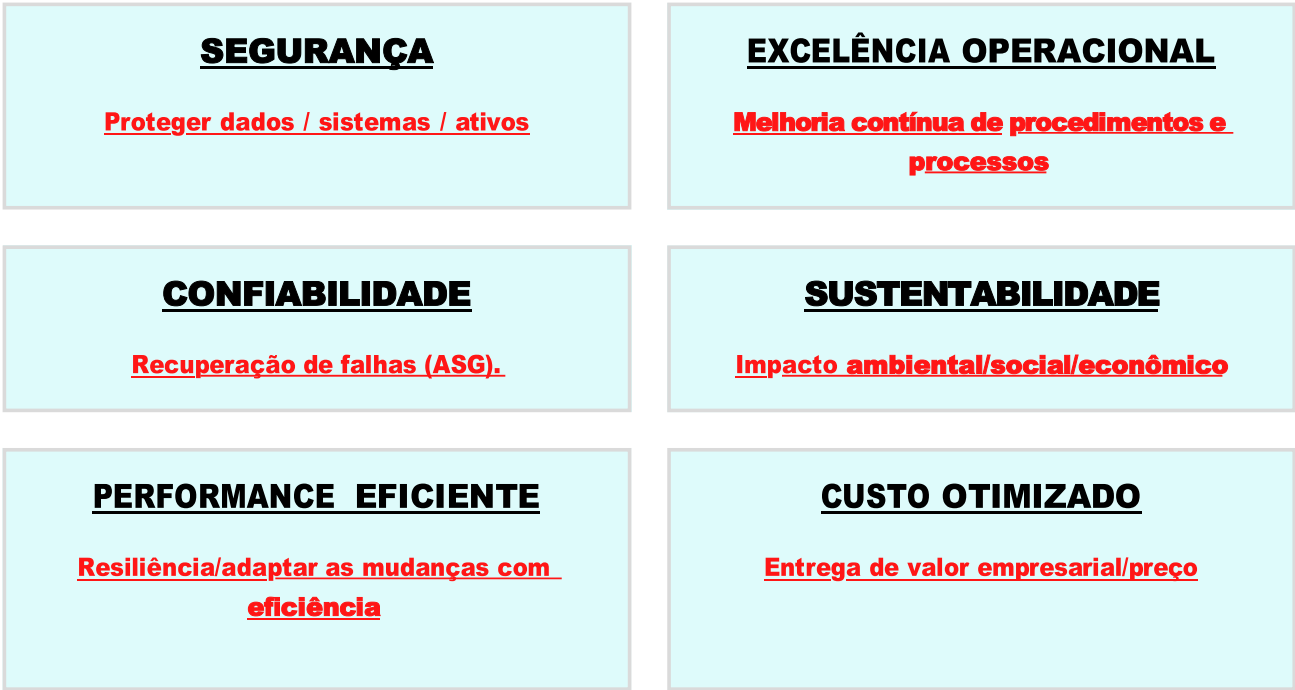 SEGURANÇA
Proteger dados / sistemas / ativos
EXCELÊNCIA OPERACIONAL
Melhoria contínua de procedimentos e
processos
CONFIABILIDADE
Recuperação de falhas (ASG).
SUSTENTABILIDADE
Impacto ambiental/social/econômico
PERFORMANCE EFICIENTE
Resiliência/adaptar as mudanças com
eficiência
CUSTO OTIMIZADO
Entrega de valor empresarial/preço